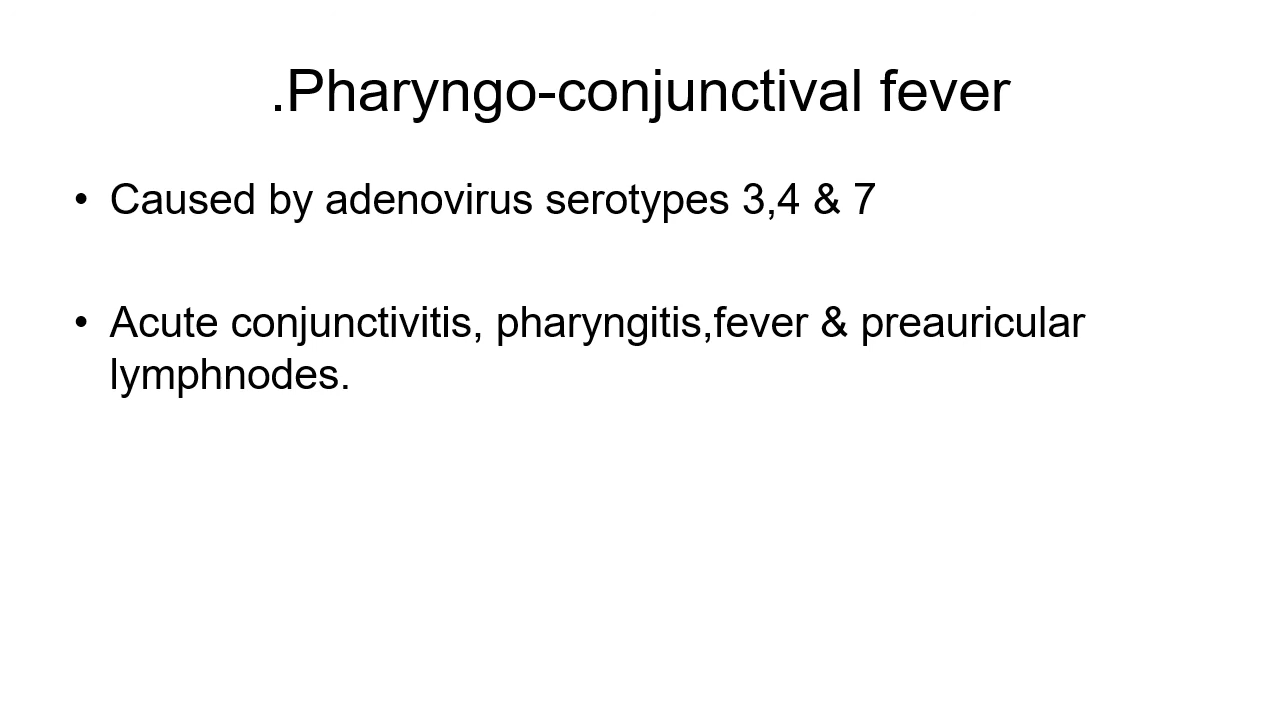 .Pharyngo-conjunctival fever
• Caused by adenovirus serotypes 3,4 & 7
• Acute conjunctivitis, pharyngitis,fever & preauricular
lymphnodes.